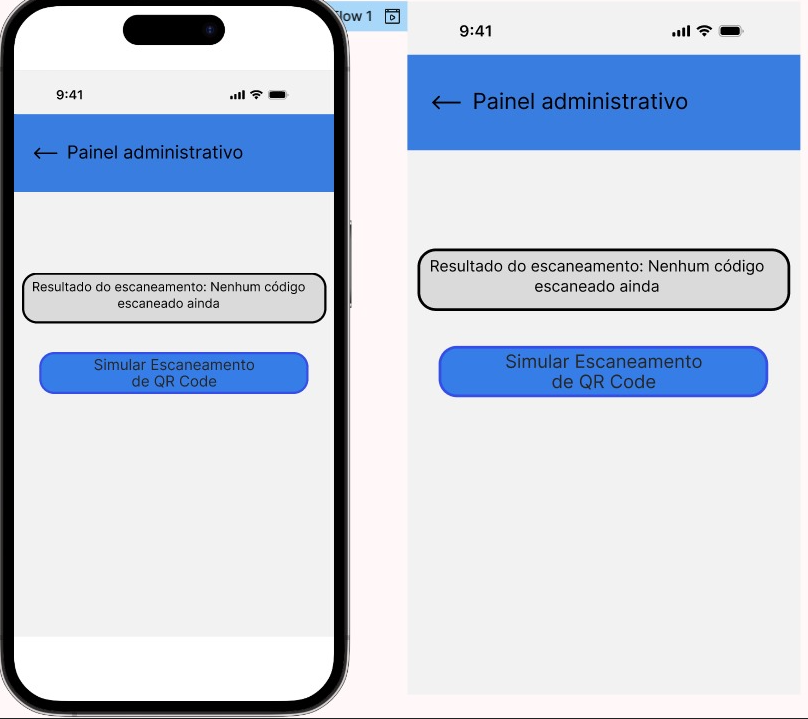 Flow 1
9:41
Painel administrativo
Resultado do escaneamento: Nenhum código
escaneado ainda
Simular Escaneamento
de QR Code
9:41
Painel administrativo
Resultado do escaneamento: Nenhum código
escaneado ainda
Simular Escaneamento
de QR Code